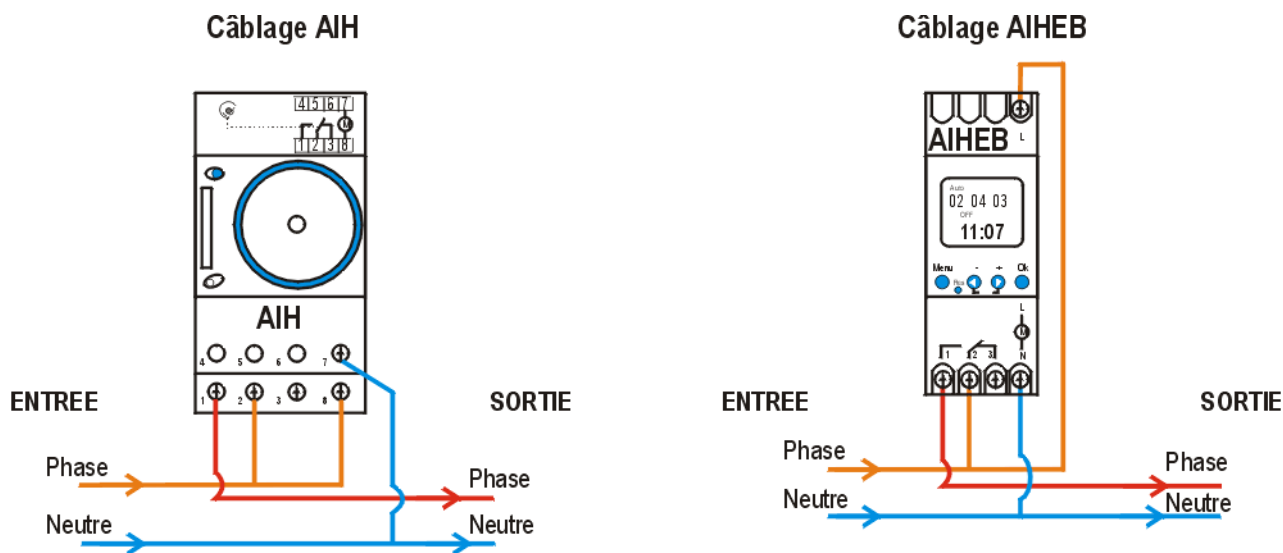 Câblage AIH
4 5 6 7
M
1 2 3 8
AIH
4 5 6 7
1 2 3 8
ENTREE
SORTIE
Phase
Phase
Neutre
Neutre
Câblage AIHEB
L
AIHEB
Auto
02 04 03
OFF
11:07
Menu - + Ok
Res
L
M
1 2 3 N
ENTREE
SORTIE
Phase
Phase
Neutre
Neutre